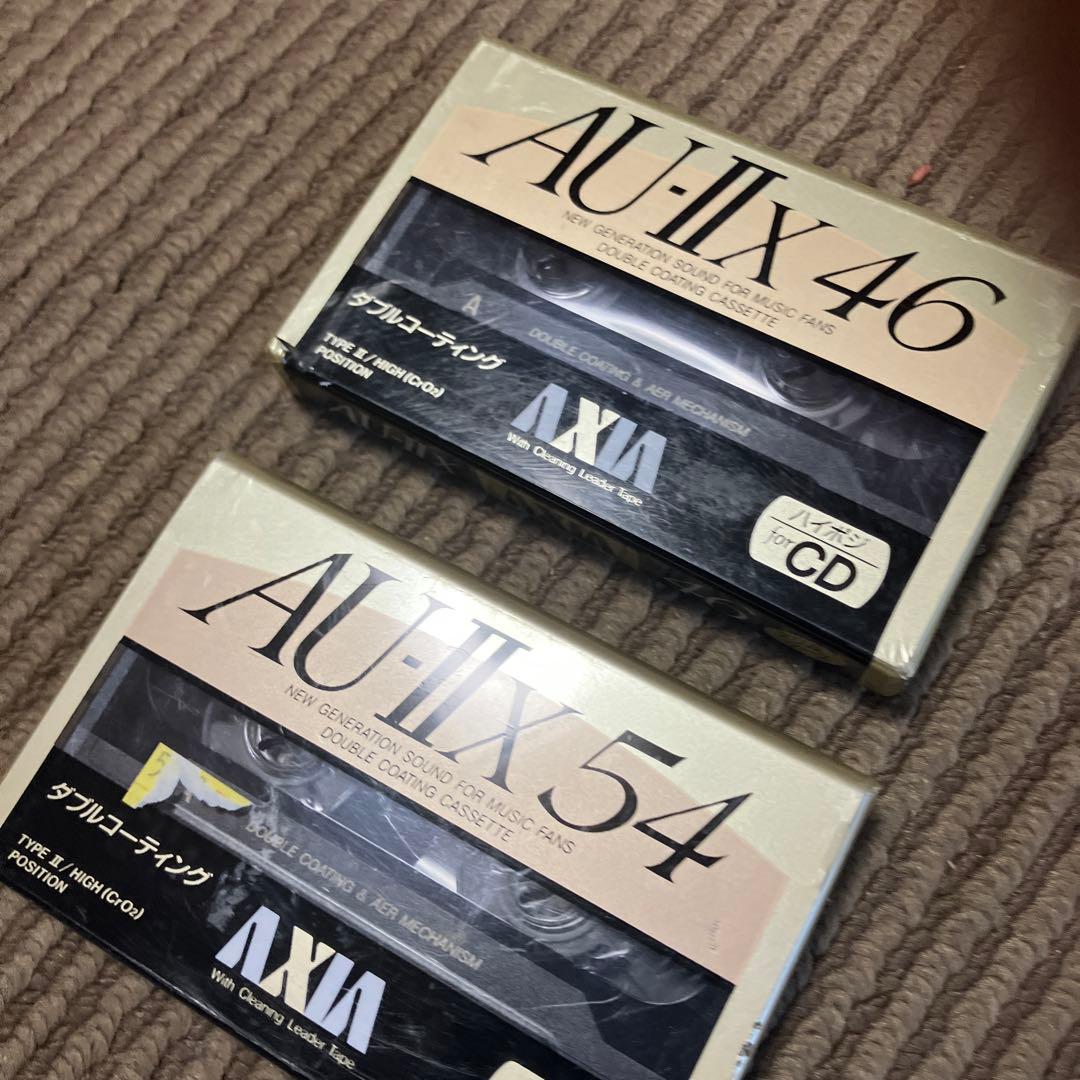 AU-IIX 46
NEW GENERATION SOUND FOR MUSIC FANS
DOUBLE COATING CASSETTE
A
DOUBLE COATING & AER MECHANISM
ダブルコーティング
TYPE II/HIGH (CrO2)
POSITION
AXIA
With Cleaning Leader Tape
ハイポジ
for CD
AU-IIX 54
NEW GENERATION SOUND FOR MUSIC FANS
DOUBLE COATING CASSETTE
5
DOUBLE COATING & AER MECHANISM
ダブルコーティング
TYPE II/HIGH (CrO2)
POSITION
AXIA
With Cleaning Leader Tape